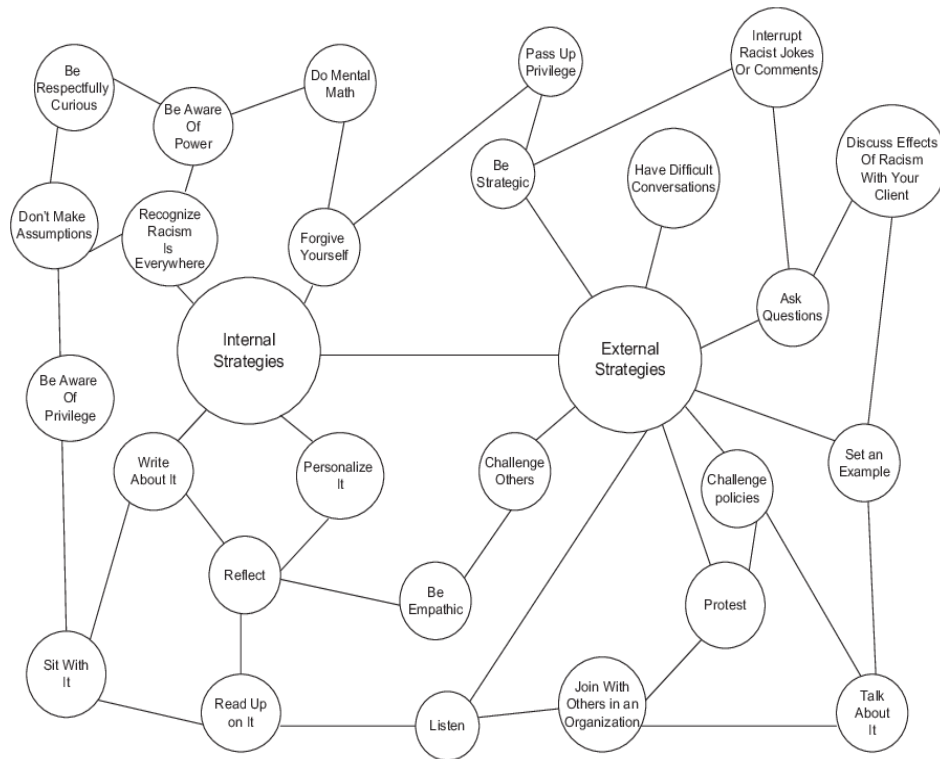 Be
Respectfully
Curious
Be Aware
Of
Power
Do Mental
Math
Pass Up
Privilege
Interrupt
Racist Jokes
Or Comments
Discuss Effects
Of Racism
With Your
Client
Be
Strategic
Have Difficult
Conversations
Don't Make
Assumptions
Recognize
Racism
Is
Everywhere
Forgive
Yourself
Ask
Questions
Internal
Strategies
External
Strategies
Be Aware
Of
Privilege
Write
About It
Personalize
It
Challenge
Others
Challenge
policies
Set an
Example
Reflect
Be
Empathic
Protest
Sit With
It
Read Up
on It
Listen
Join With
Others in an
Organization
Talk
About
It